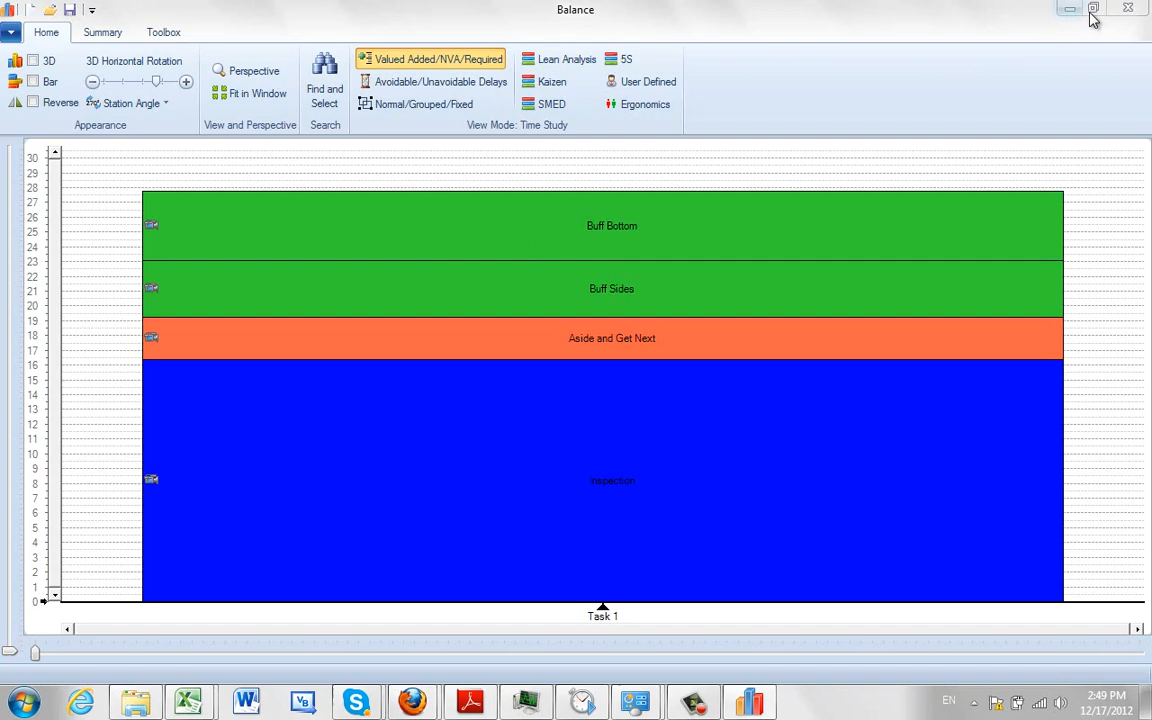 Balance
Home Summary Toolbox
3D 3D Horizontal Rotation
Bar
Reverse Station Angle
Appearance
Perspective
Fit in Window
View and Perspective
Find and
Select
Search
Valued Added/NVA/Required Lean Analysis 5S
Avoidable/Unavoidable Delays Kaizen User Defined
Normal/Grouped/Fixed SMED Ergonomics
View Mode: Time Study
30
29
28
27
26
25
24
23
22
21
20
19
18
17
16
15
14
13
12
11
10
9
8
7
6
5
4
3
2
1
0
Buff Bottom
Buff Sides
Aside and Get Next
Inspection
Task 1
EN
2:49 PM
12/17/2012